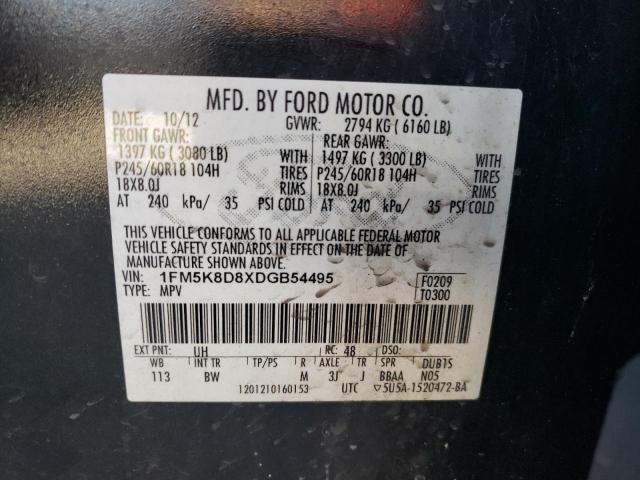 MFD. BY FORD MOTOR CO.
DATE: 10/12 GVWR: 2794 KG ( 6160 LB)
FRONT GAWR: REAR GAWR:
1397 KG ( 3080 LB) WITH 1497 KG ( 3300 LB) WITH
P245/60R18 104H TIRES P245/60R18 104H TIRES
18X8.0J RIMS 18X8.0J RIMS
AT 240 kPa/ 35 PSI COLD AT 240 kPa/ 35 PSI COLD
THIS VEHICLE CONFORMS TO ALL APPLICABLE FEDERAL MOTOR
VEHICLE SAFETY STANDARDS IN EFFECT ON THE DATE OF
MANUFACTURE SHOWN ABOVE.
VIN: 1FM5K8D8XDGB54495 F0209
TYPE: MPV T0300
EXT PNT: UH RC: 48 DSO:
WB INT TR TP/PS R AXLE TR SPR DUB1S
113 BW M 3J J BBAA N05
1201210160153 UTC ▽5U5A-1520472-BA